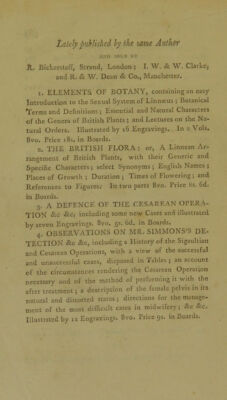 Lately published by the same Author
AND SOLD BY
R. Bickerstaff, Strand, London; I. W. & W. Clarke;
and R. & W. Dean & Co., Manchester.
1. ELEMENTS OF BOTANY, containing an easy
Introduction to the Sexual System of Linnæus; Botanical
Terms and Definitions; Essential and Natural Characters
of the Genera of British Plants; and Lectures on the Natu-
ral Orders. Illustrated by 16 Engravings. In 2 Vols.
8vo. Price 18s. in Boards.
2. THE BRITISH FLORA: or, A Linnean Ar-
rangement of British Plants, with their Generic and
Specific Characters; select Synonyms; English Names;
Places of Growth; Duration; Times of Flowering; and
References to Figures: In two parts 8vo. Price 8s. 6d.
in Boards.
3. A DEFENCE OF THE CESAREAN OPERA-
TION &c &c; including some new Cases and illustrated
by seven Engravings. 8vo. 5s. 6d. in Boards.
4. OBSERVATIONS ON MR. SIMMONS'S DE-
TECTION &c &c, including a History of the Sigaultian
and Cesarean Operations, with a view of the successful
and unsuccessful cases, disposed in Tables; an account
of the circumstances rendering the Cesarean Operation
necessary and of the method of performing it with the
after treatment; a description of the female pelvis in its
natural and distorted states; directions for the manage-
ment of the most difficult cases in midwifery; &c &c.
Illustrated by 12 Engravings. 8vo. Price 9s. in Boards.